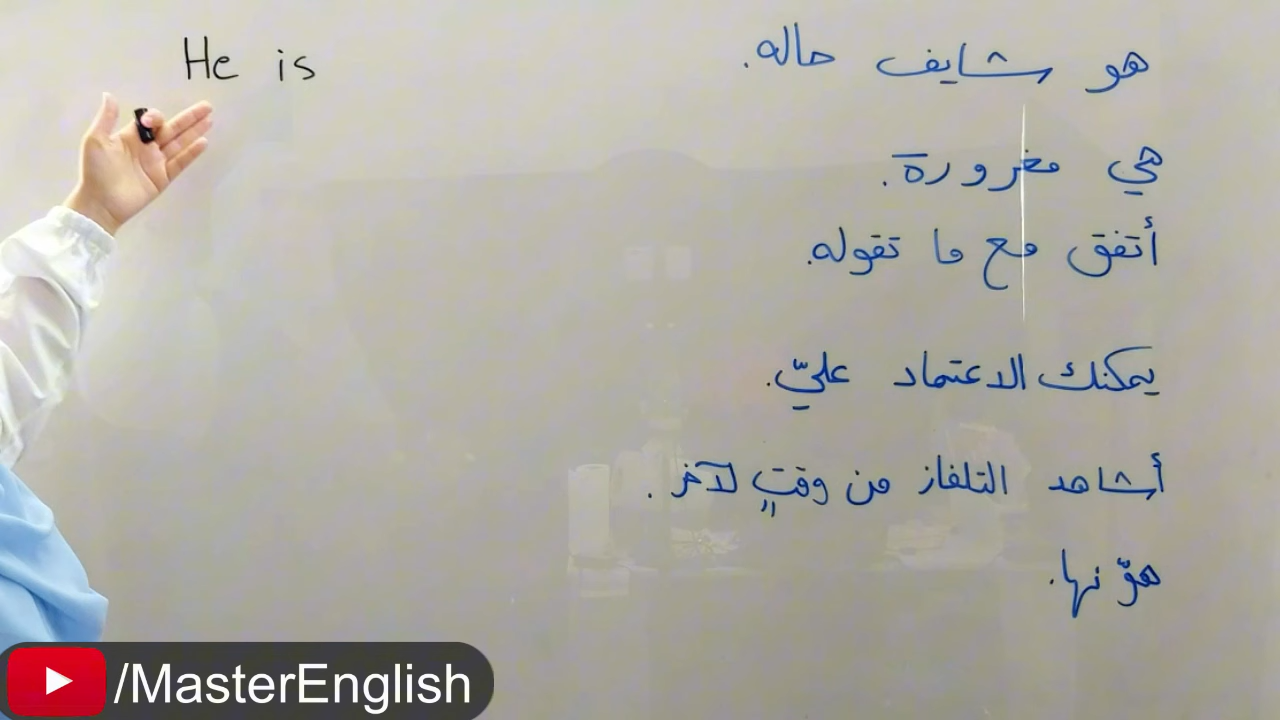 He is
هو شايف حاله.
هي مغرورة.
أتفق مع ما تقوله.
يمكنك الاعتماد عليّ.
أشاهد التلفاز من وقتٍ لآخر.
هوّنها.
/MasterEnglish